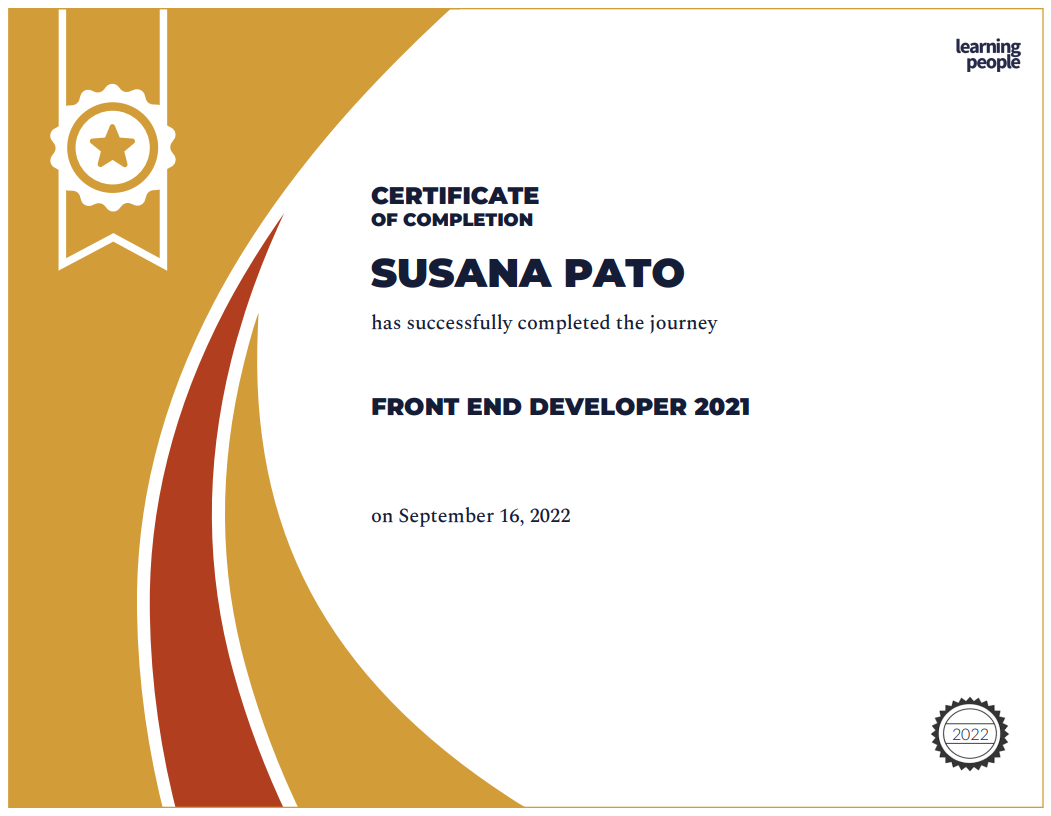 learning
people
CERTIFICATE
OF COMPLETION
SUSANA PATO
has successfully completed the journey
FRONT END DEVELOPER 2021
on September 16, 2022
2022